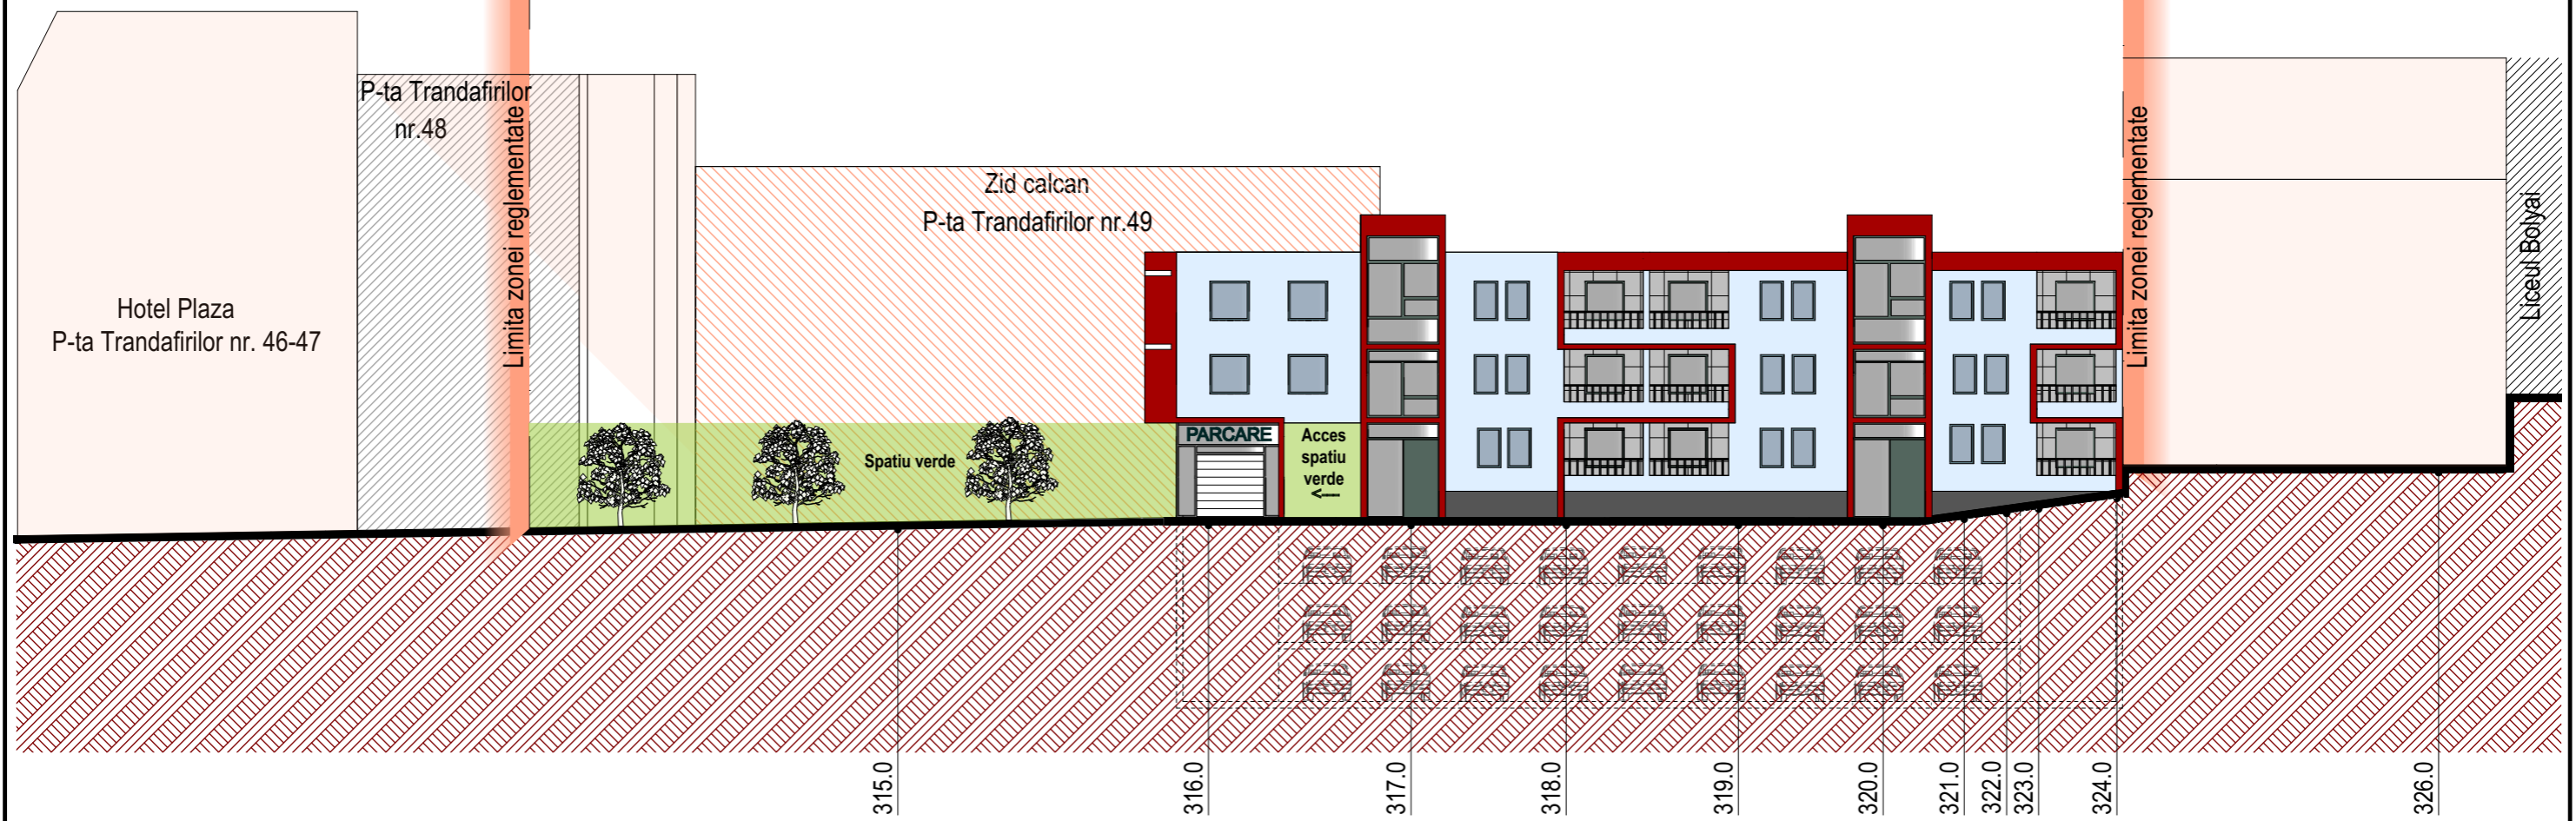 P-ta Trandafirilor
nr.48
Limita zonei reglementate
Hotel Plaza
P-ta Trandafirilor nr. 46-47
Zid calcan
P-ta Trandafirilor nr.49
Spatiu verde
PARCARE
Acces
spatiu
verde
<----
Limita zonei reglementate
Liceul Bolyai
315.0
316.0
317.0
318.0
319.0
320.0
321.0
322.0
323.0
324.0
326.0